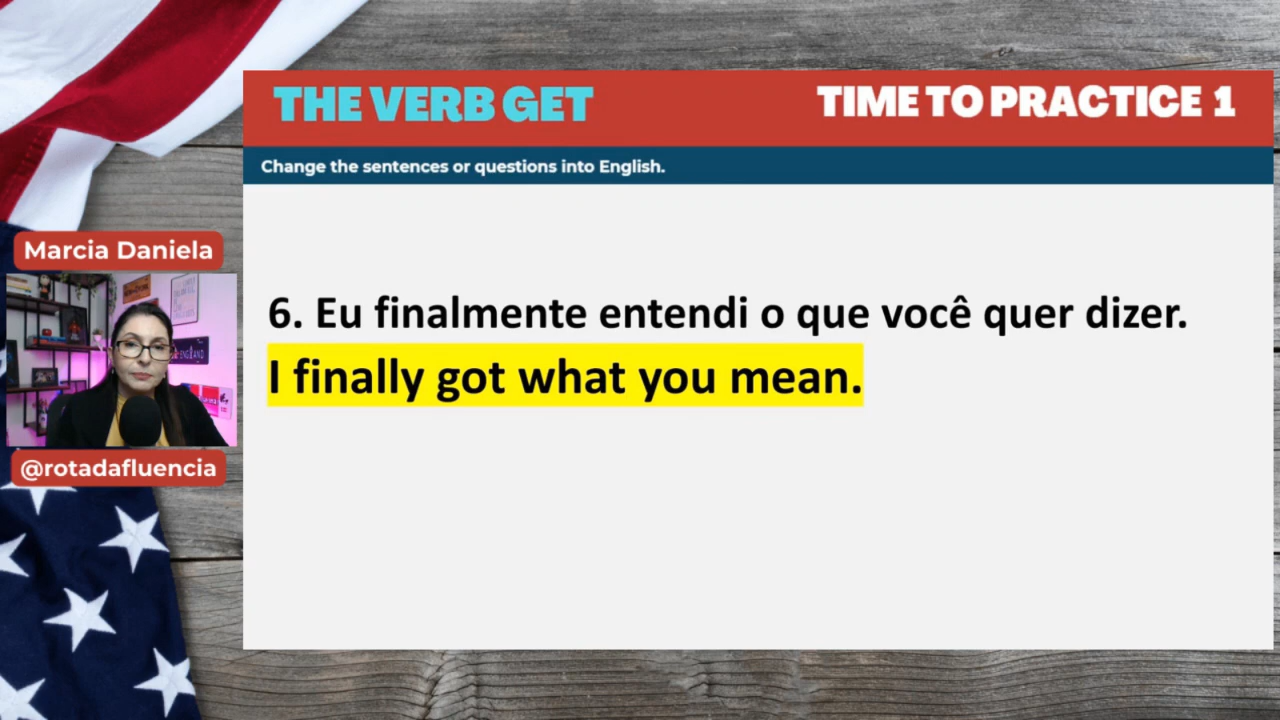 THE VERB GET
TIME TO PRACTICE 1
Change the sentences or questions into English.
Marcia Daniela
@rotadafluencia
6. Eu finalmente entendi o que você quer dizer.
I finally got what you mean.